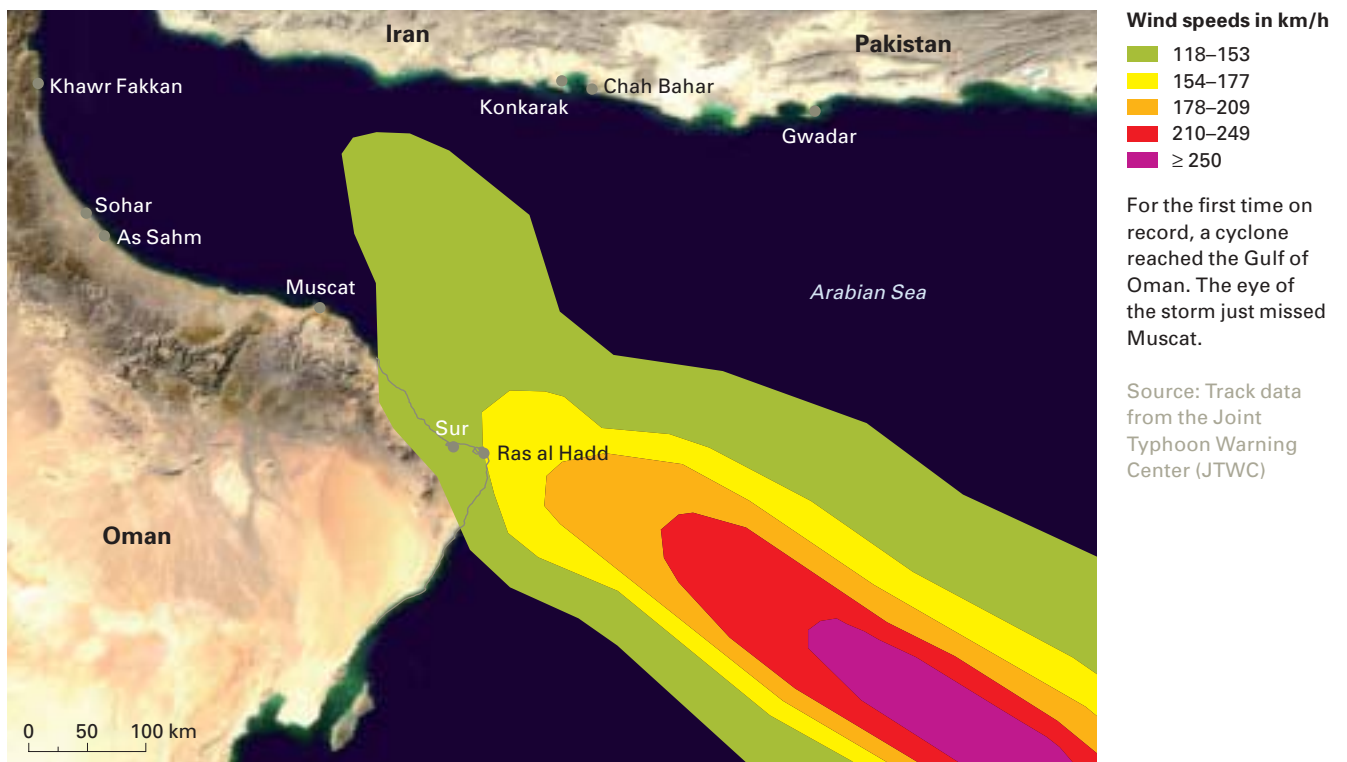 Iran
Pakistan
Khawr Fakkan
Chah Bahar
Konkarak
Gwadar
Sohar
As Sahm
Muscat
Arabian Sea
Sur
Ras al Hadd
Oman
0 50 100 km
Wind speeds in km/h
118–153
154–177
178–209
210–249
≥ 250
For the first time on
record, a cyclone
reached the Gulf of
Oman. The eye of
the storm just missed
Muscat.
Source: Track data
from the Joint
Typhoon Warning
Center (JTWC)